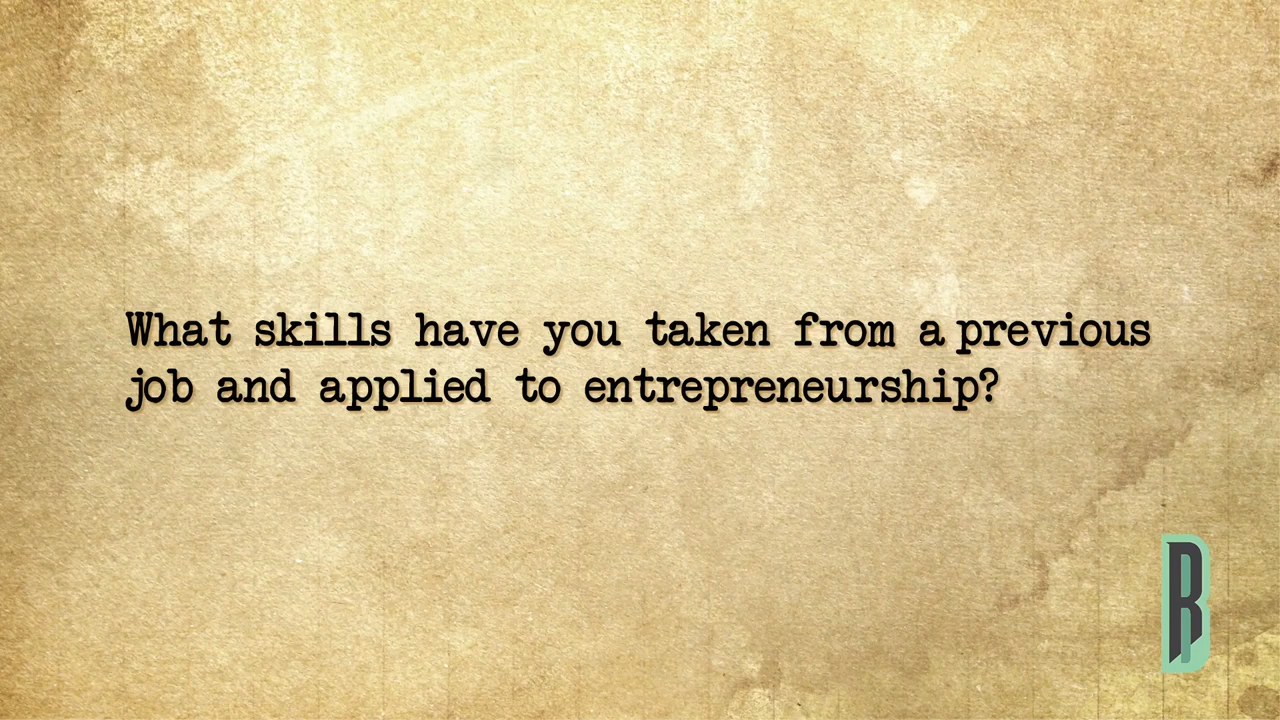 What skills have you taken from a previous
job and applied to entrepreneurship?